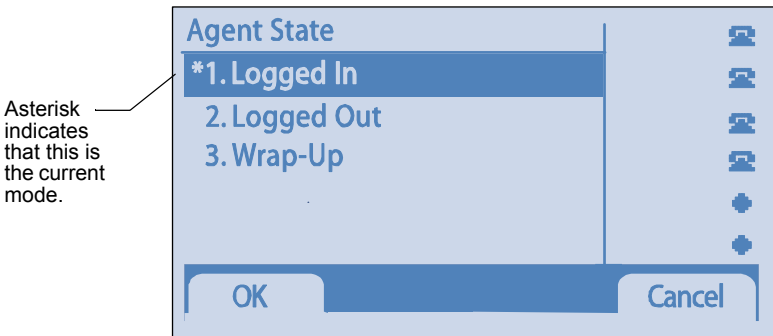 Agent State
*1. Logged In
2. Logged Out
3. Wrap-Up
OK
Cancel
Asterisk
indicates
that this is
the current
mode.